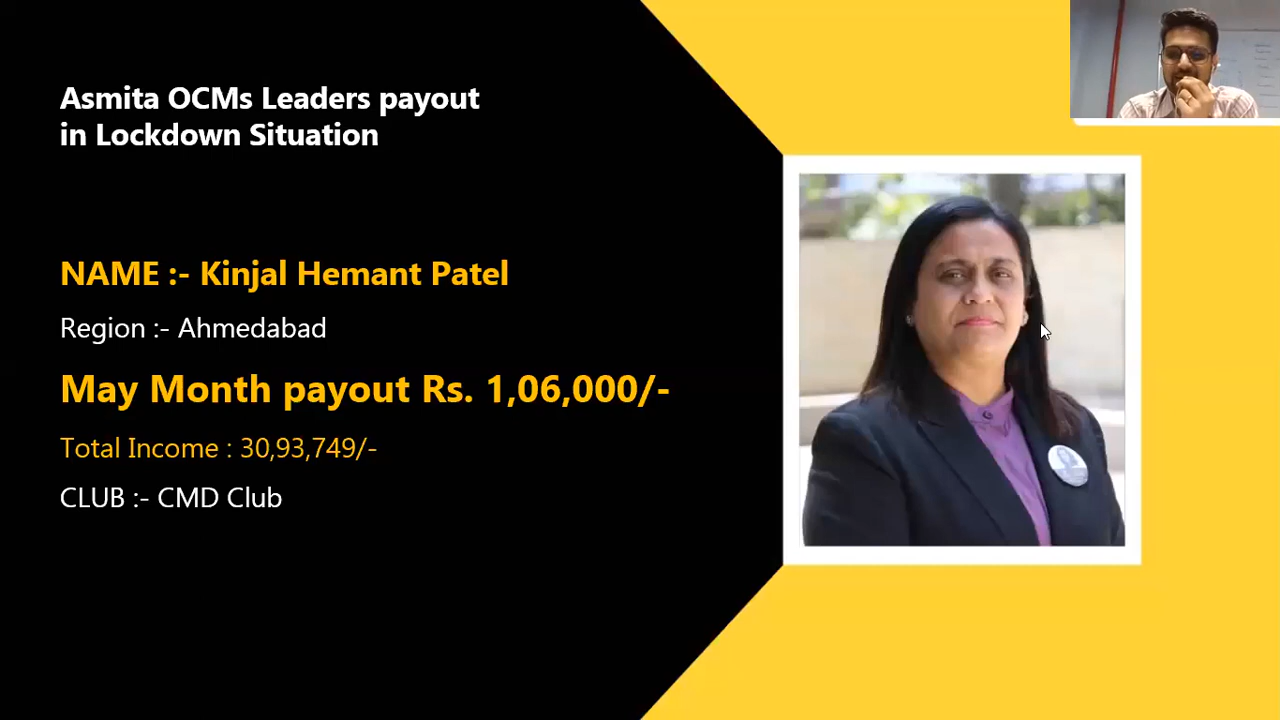 Asmita OCMs Leaders payout
in Lockdown Situation
NAME :- Kinjal Hemant Patel
Region :- Ahmedabad
May Month payout Rs. 1,06,000/-
Total Income : 30,93,749/-
CLUB :- CMD Club